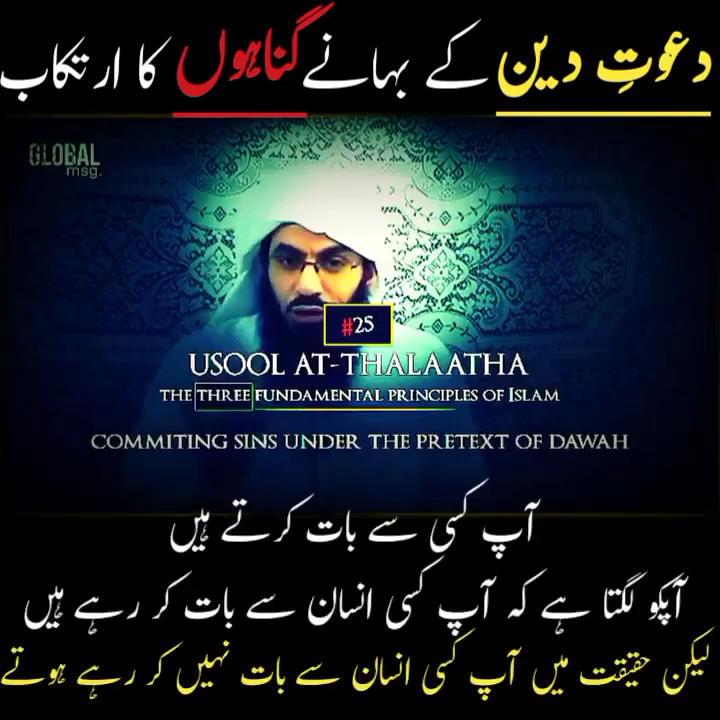 دعوتِ دین کے بہانے گناہوں کا ارتکاب
GLOBAL
msg.
#25
USOOL AT-THALAATHA
THE THREE FUNDAMENTAL PRINCIPLES OF ISLAM
COMMITING SINS UNDER THE PRETEXT OF DAWAH
آپ کسی سے بات کرتے ہیں
آپکو لگتا ہے کہ آپ کسی انسان سے بات کر رہے ہیں
لیکن حقیقت میں آپ کسی انسان سے بات نہیں کر رہے ہوتے